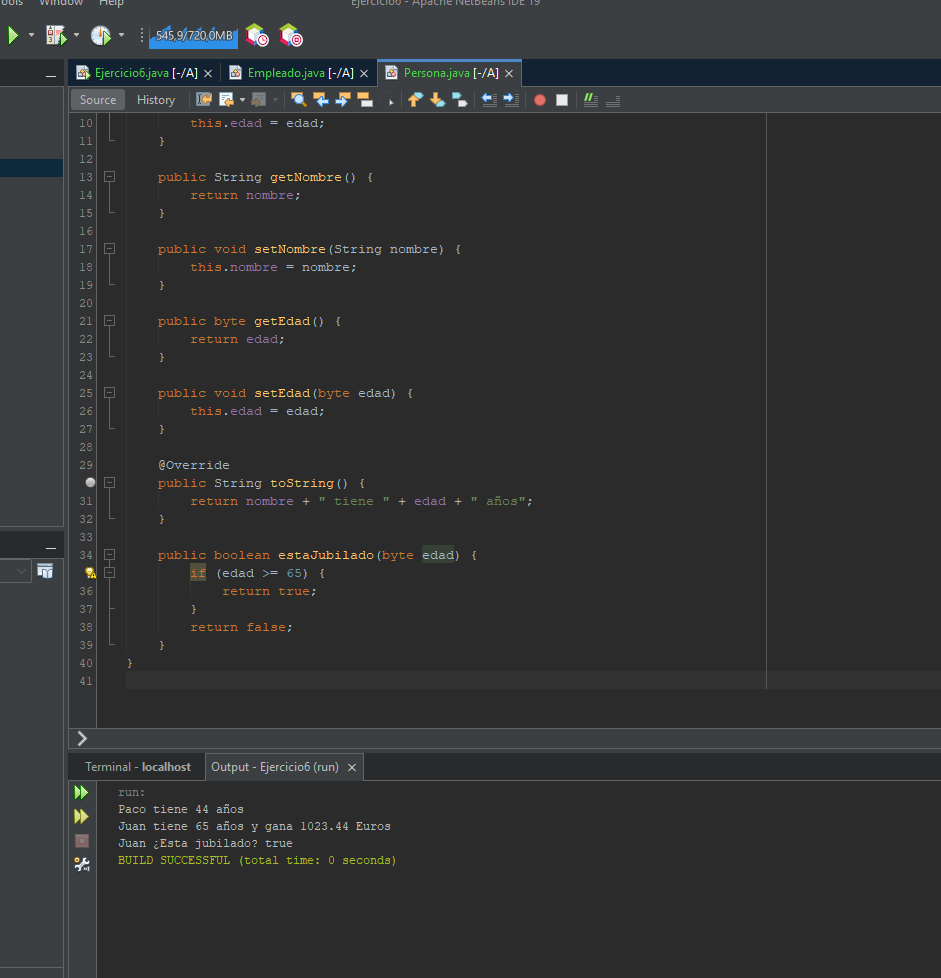 ools Window Help Ejercicio6 - Apache NetBeans IDE 19
545,9/720,0MB
Ejercicio6.java [-/A] Empleado.java [-/A] Persona.java [-/A]
Source History
10 this.edad = edad;
11 }
12
13 public String getNombre() {
14 return nombre;
15 }
16
17 public void setNombre(String nombre) {
18 this.nombre = nombre;
19 }
20
21 public byte getEdad() {
22 return edad;
23 }
24
25 public void setEdad(byte edad) {
26 this.edad = edad;
27 }
28
29 @Override
public String toString() {
31 return nombre + " tiene " + edad + " años";
32 }
33
34 public boolean estaJubilado(byte edad) {
if (edad >= 65) {
36 return true;
37 }
38 return false;
39 }
40 }
41
Terminal - localhost Output - Ejercicio6 (run)
run:
Paco tiene 44 años
Juan tiene 65 años y gana 1023.44 Euros
Juan ¿Esta jubilado? true
BUILD SUCCESSFUL (total time: 0 seconds)